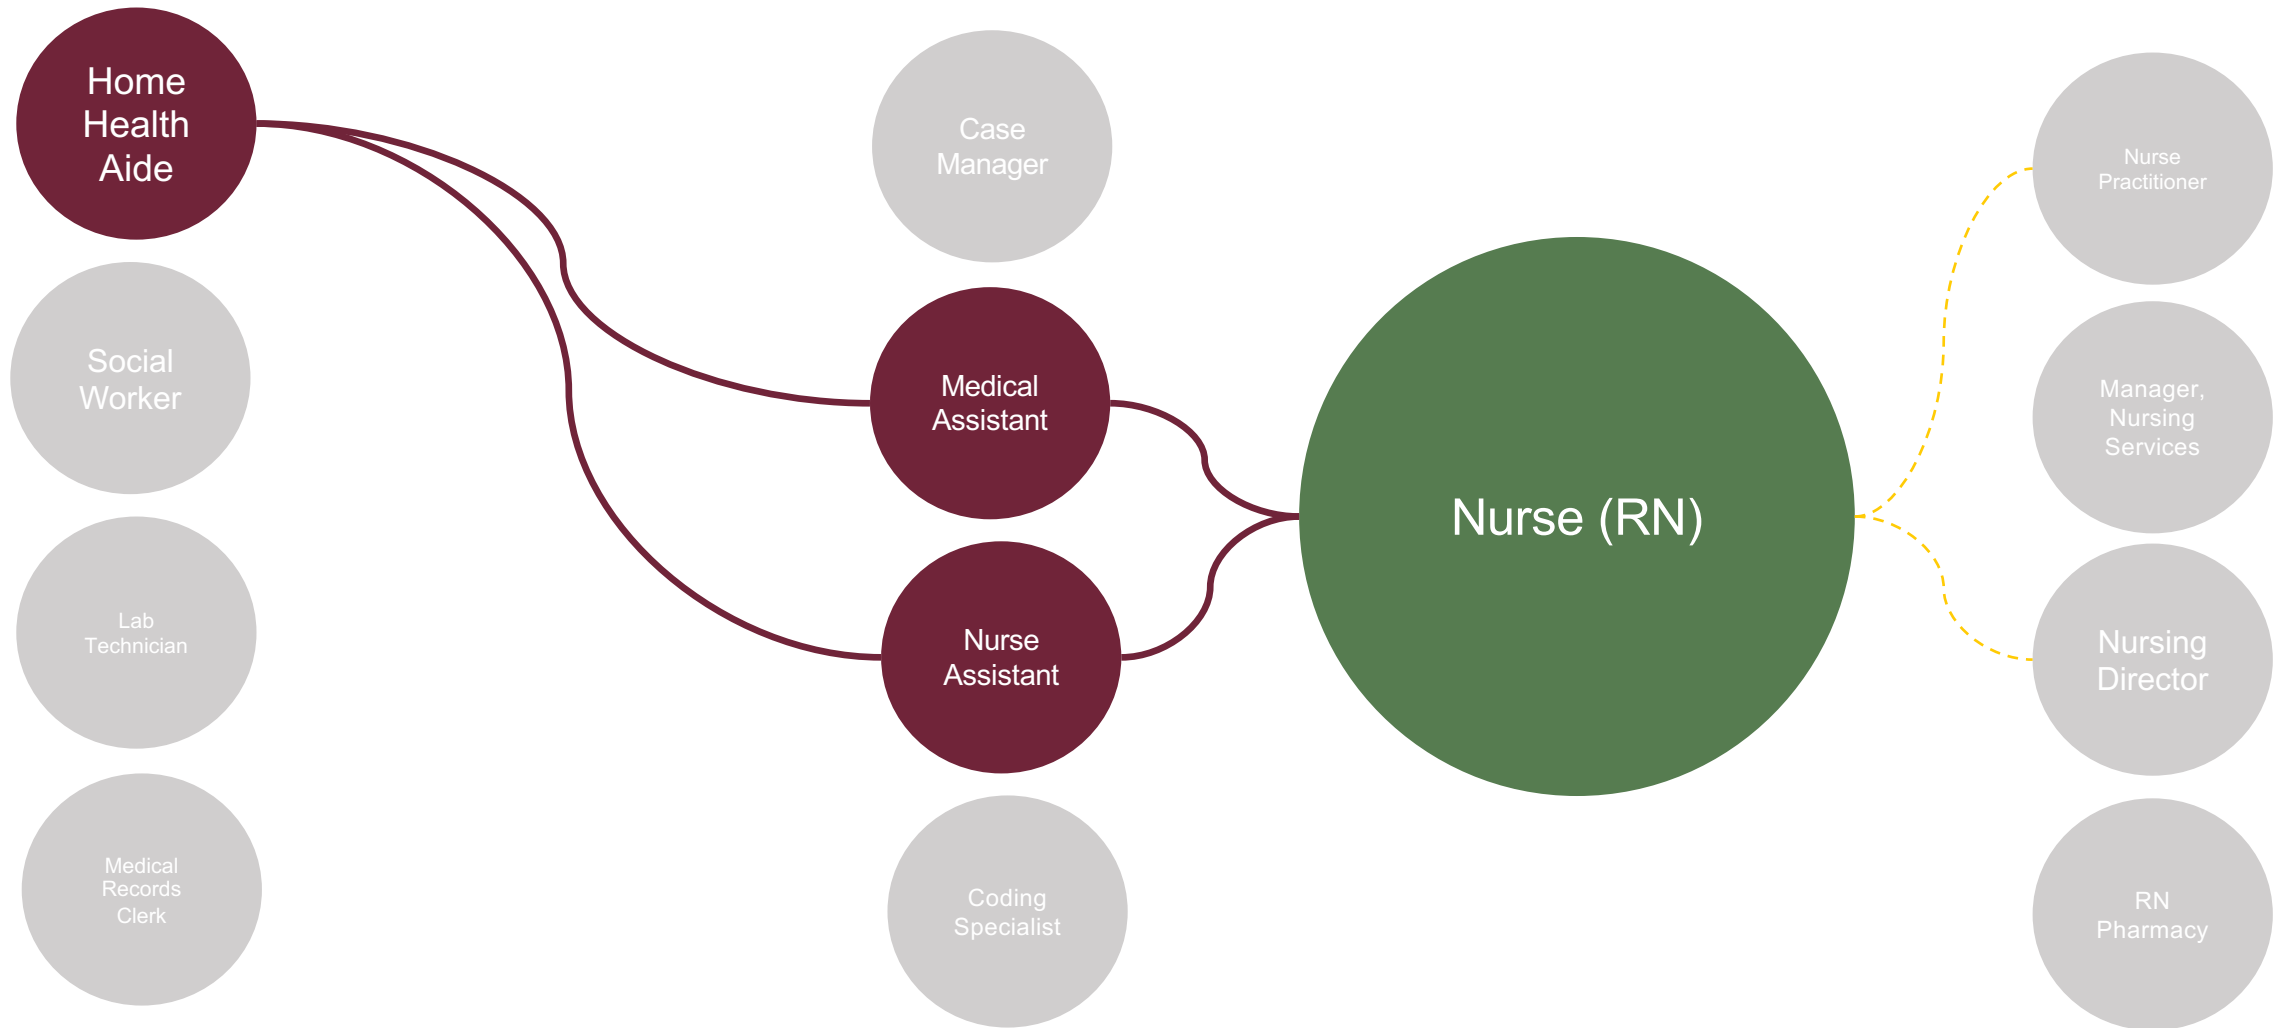 Home
Health
Aide
Social
Worker
Lab
Technician
Medical
Records
Clerk
Case
Manager
Medical
Assistant
Nurse
Assistant
Coding
Specialist
Nurse (RN)
Nurse
Practitioner
Manager,
Nursing
Services
Nursing
Director
RN
Pharmacy